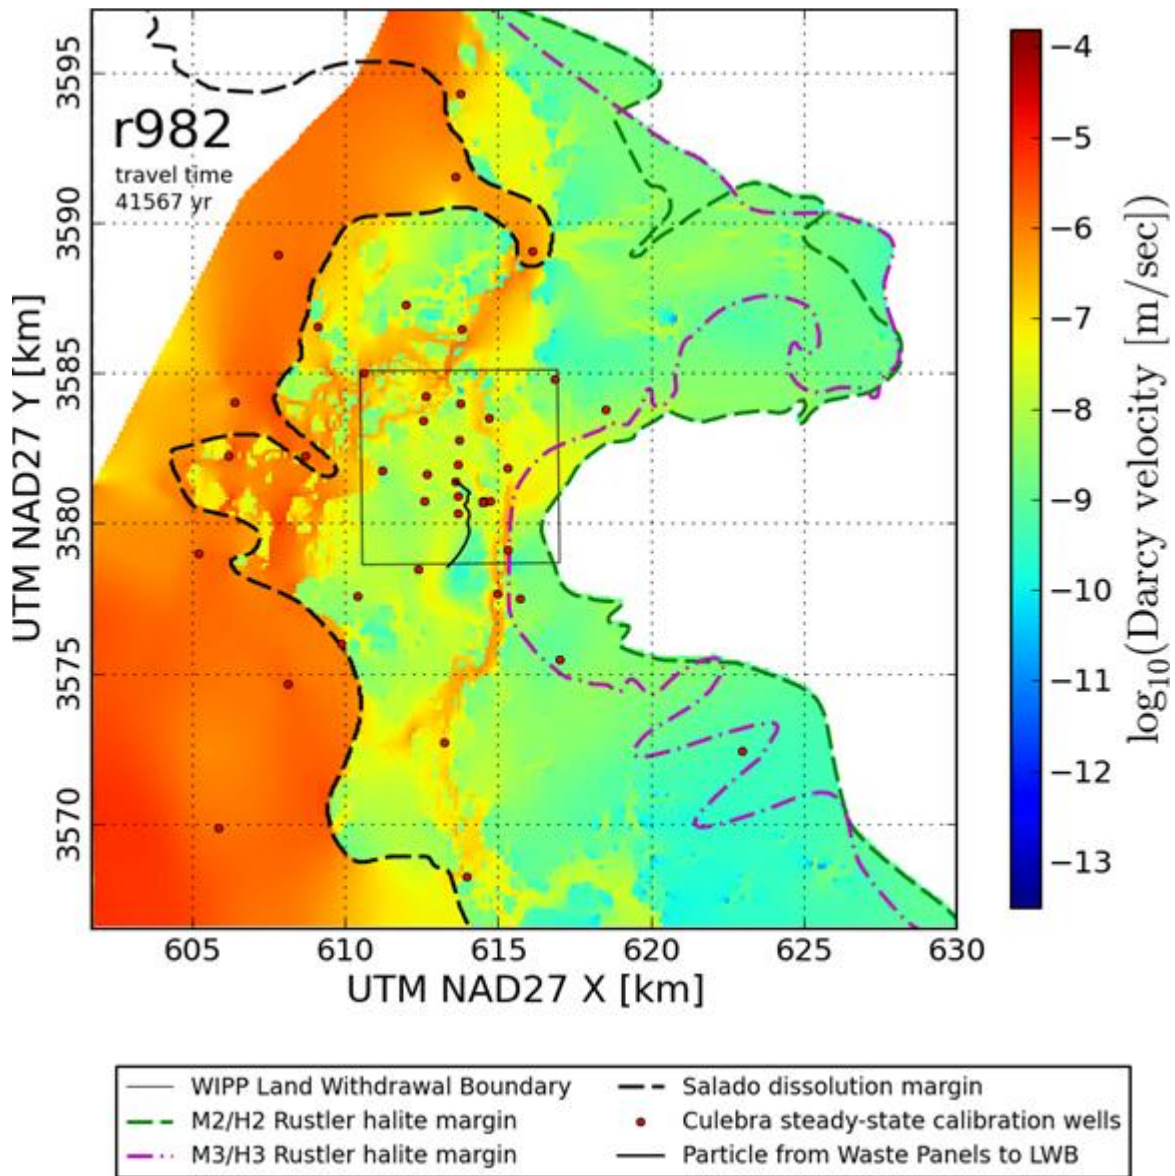 r982
travel time
41567 yr
3595
3590
3585
3580
3575
3570
UTM NAD27 Y [km]
605 610 615 620 625 630
UTM NAD27 X [km]
−4
−5
−6
−7
−8
−9
−10
−11
−12
−13
log₁₀(Darcy velocity [m/sec])
WIPP Land Withdrawal Boundary
M2/H2 Rustler halite margin
M3/H3 Rustler halite margin
Salado dissolution margin
Culebra steady-state calibration wells
Particle from Waste Panels to LWB